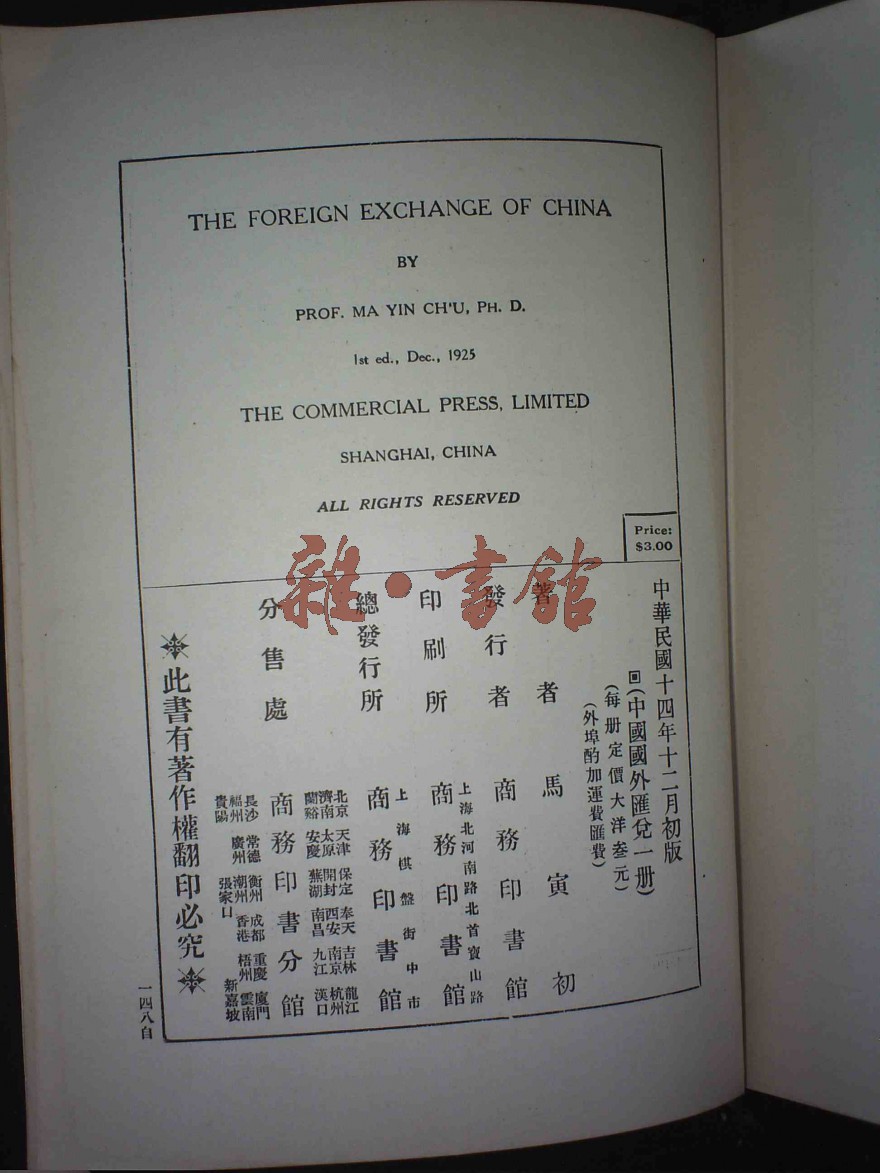 THE FOREIGN EXCHANGE OF CHINA
BY
PROF. MA YIN CH'U, PH. D.
1st ed., Dec., 1925
THE COMMERCIAL PRESS, LIMITED
SHANGHAI, CHINA
ALL RIGHTS RESERVED
Price:
$3.00
雜·書館
中華民國十四年十二月初版
回(中國國外匯兌一册)
(每册定價大洋叁元)
(外埠酌加運費匯費)
著者 馬寅初
發行者 商務印書館
印刷所 上海北河南路北首寶山路 商務印書館
總發行所 上海棋盤街中市 商務印書館
分售處 商務印書分館
北京 天津 保定 奉天 吉林 龍江
濟南 太原 開封 西安 南京 杭州
蘭谿 安慶 蕪湖 南昌 九江 漢口
長沙 常德 衡州 成都 重慶 廈門
福州 廣州 潮州 香港 梧州 雲南
貴陽 張家口 新嘉坡
此書有著作權翻印必究
一四八自